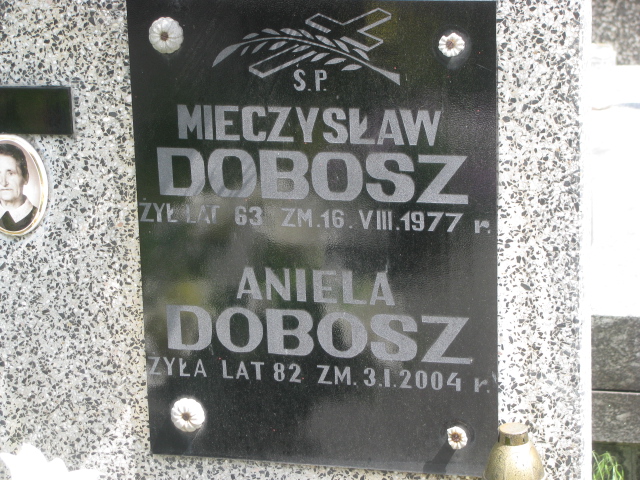 S.P.
MIECZYSŁAW
DOBOSZ
ŻYŁ LAT 63 ZM. 16. VIII. 1977 r.
ANIELA
DOBOSZ
ŻYŁA LAT 82 ZM. 3.I.2004 r.